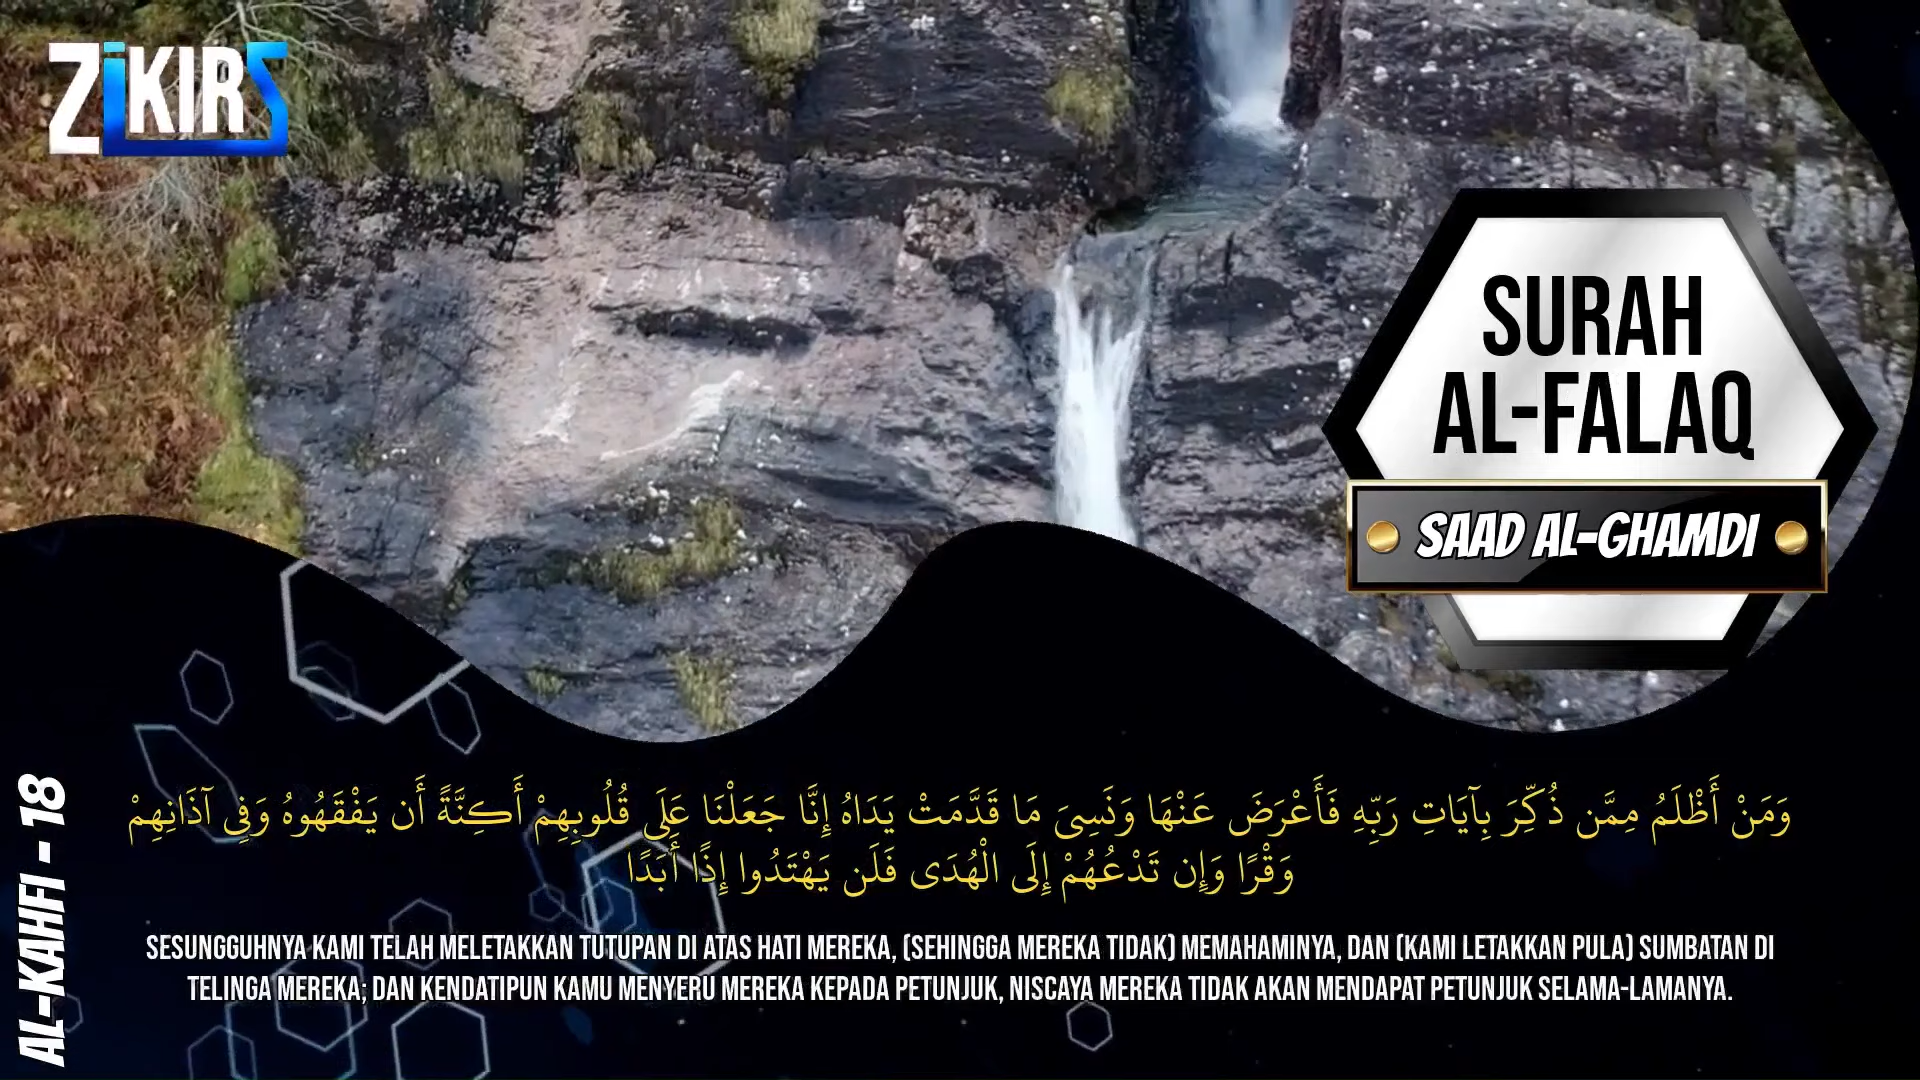 ZiKIRS
SURAH
AL-FALAQ
SAAD AL-GHAMDI
AL-KAHFI - 18
وَمَنْ أَظْلَمُ مِمَّن ذُكِّرَ بِآيَاتِ رَبِّهِ فَأَعْرَضَ عَنْهَا وَنَسِىَ مَا قَدَّمَتْ يَدَاهُ إِنَّا جَعَلْنَا عَلَى قُلُوبِهِمْ أَكِنَّةً أَن يَفْقَهُوهُ وَفِى آذَانِهِمْ
وَقْرًا وَإِن تَدْعُهُمْ إِلَى الْهُدَى فَلَن يَهْتَدُوا إِذًا أَبَدًا
SESUNGGUHNYA KAMI TELAH MELETAKKAN TUTUPAN DI ATAS HATI MEREKA, (SEHINGGA MEREKA TIDAK) MEMAHAMINYA, DAN (KAMI LETAKKAN PULA) SUMBATAN DI
TELINGA MEREKA; DAN KENDATIPUN KAMU MENYERU MEREKA KEPADA PETUNJUK, NISCAYA MEREKA TIDAK AKAN MENDAPAT PETUNJUK SELAMA-LAMANYA.